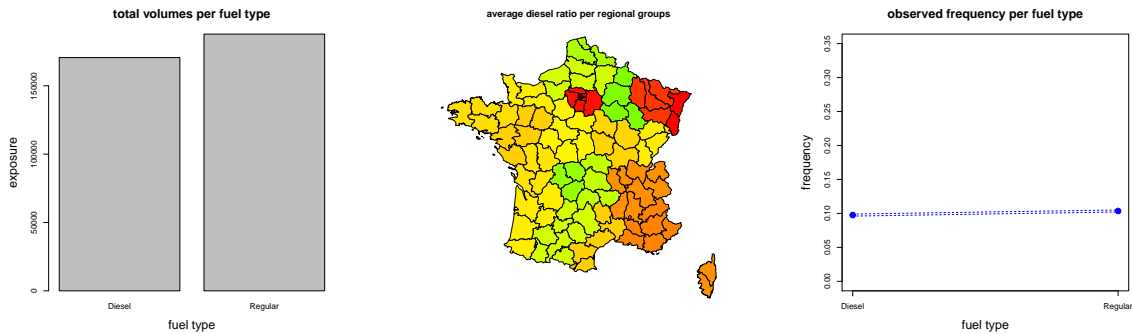 total volumes per fuel type
exposure
150000
100000
50000
0
Diesel
Regular
fuel type
average diesel ratio per regional groups
observed frequency per fuel type
frequency
0.35
0.30
0.25
0.20
0.15
0.10
0.05
0.00
Diesel
Regular
fuel type